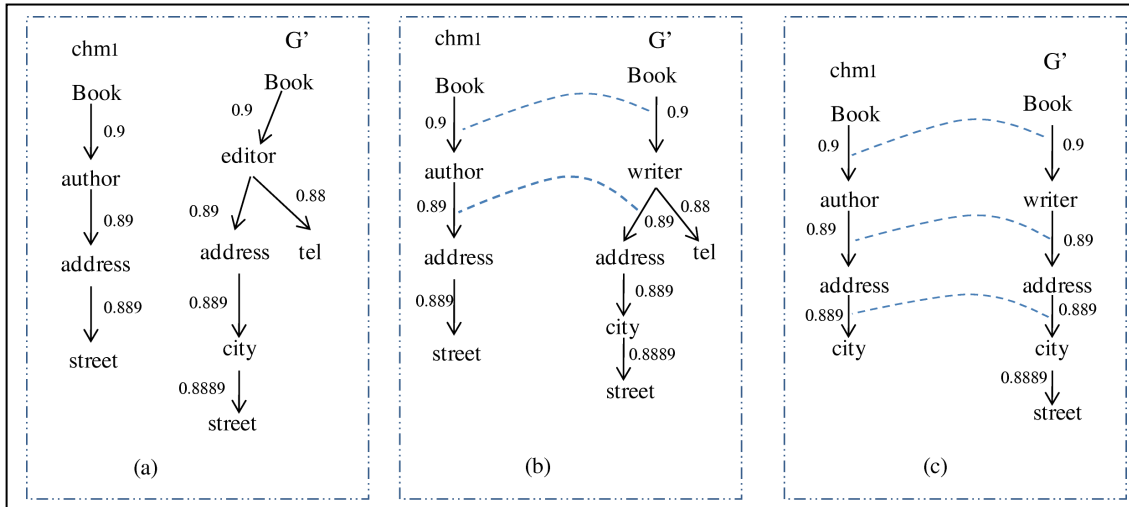 chm1
G’
Book
Book
0.9
0.9
author
editor
0.89
0.89
0.88
address
address
tel
0.889
0.889
street
city
0.8889
street
(a)
chm1
G’
Book
Book
0.9
0.9
author
writer
0.89
0.89
0.88
address
address
tel
0.889
0.889
city
street
0.8889
street
(b)
chm1
G’
Book
Book
0.9
0.9
author
writer
0.89
0.89
address
address
0.889
0.889
city
city
0.8889
street
(c)